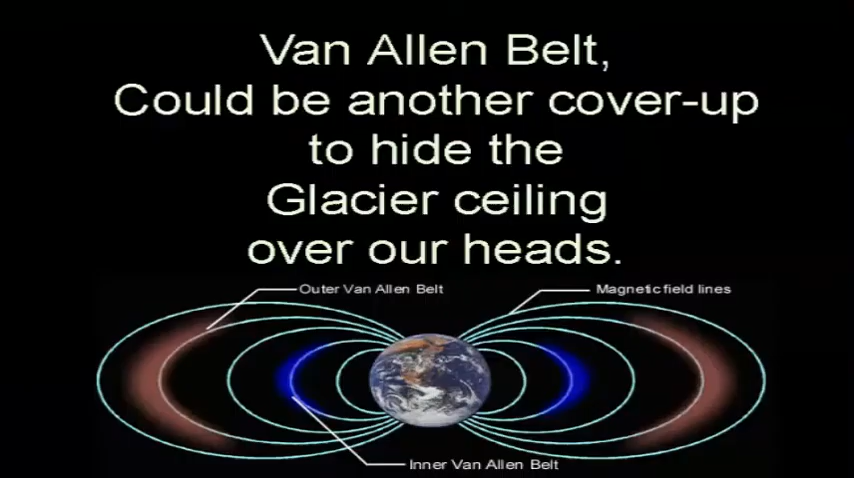 Van Allen Belt,
Could be another cover-up
to hide the
Glacier ceiling
over our heads.
Outer Van Allen Belt
Magnetic field lines
Inner Van Allen Belt